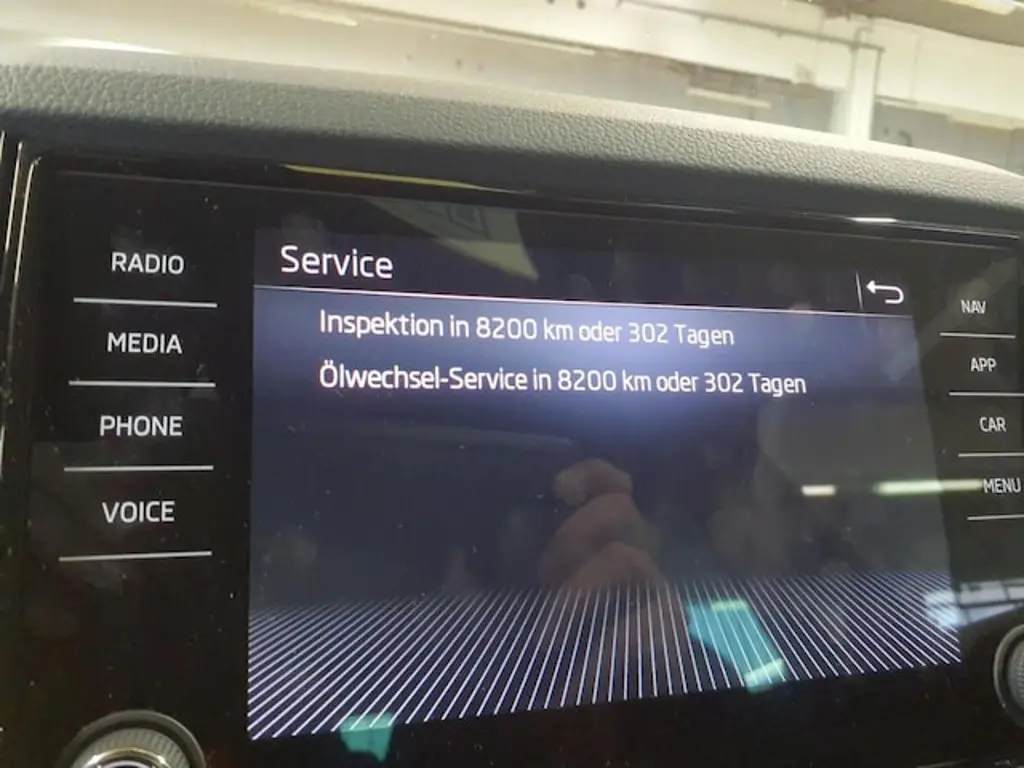 Service
Inspektion in 8200 km oder 302 Tagen
Ölwechsel-Service in 8200 km oder 302 Tagen
RADIO
MEDIA
PHONE
VOICE
NAV
APP
CAR
MENU